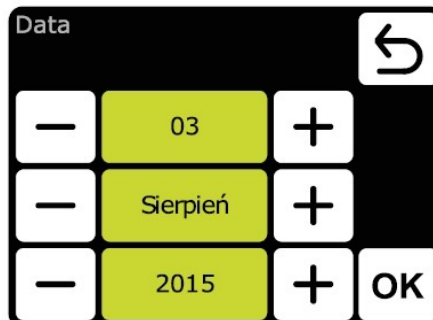 Data
− 03 +
− Sierpień +
− 2015 + OK